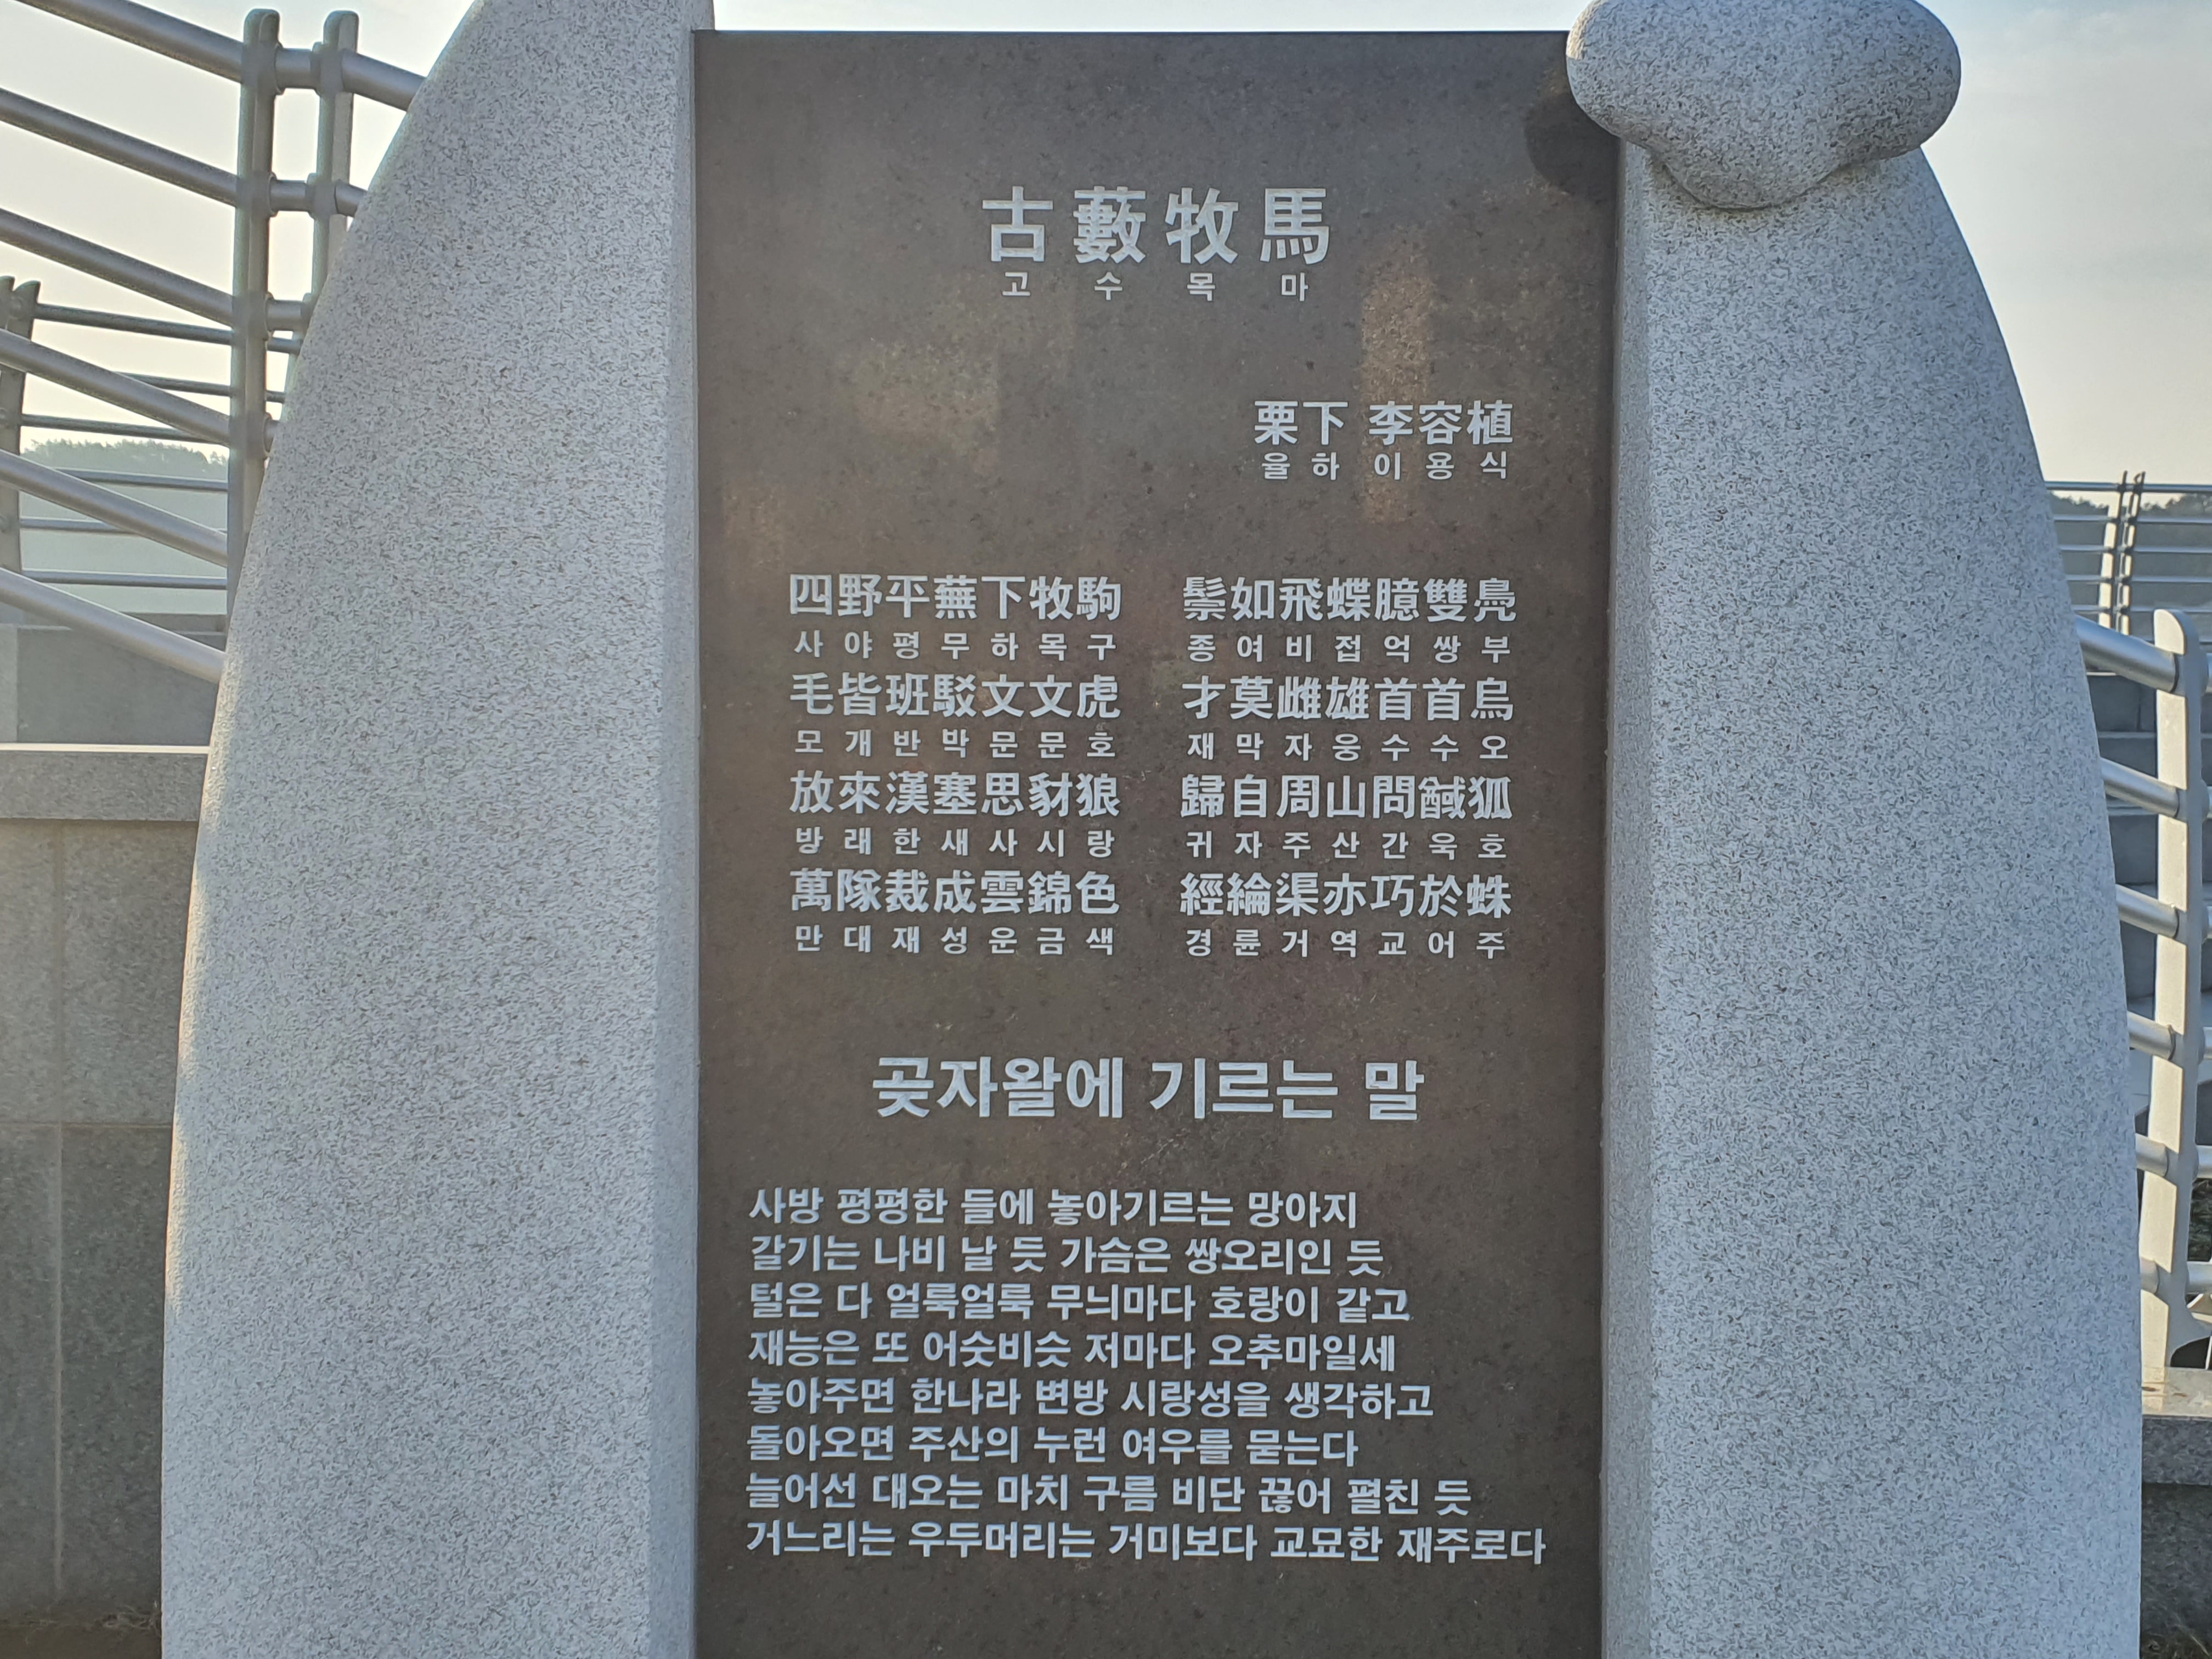 古藪牧馬
고 수 목 마
栗下 李容植
율 하 이 용 식
四野平蕪下牧駒 鬃如飛蝶臆雙鳧
사 야 평 무 하 목 구 종 여 비 접 억 쌍 부
毛皆班駁文文虎 才莫雌雄首首烏
모 개 반 박 문 문 호 재 막 자 웅 수 수 오
放來漢塞思豺狼 歸自周山問馘狐
방 래 한 새 사 시 랑 귀 자 주 산 간 욱 호
萬隊裁成雲錦色 經綸渠亦巧於蛛
만 대 재 성 운 금 색 경 륜 거 역 교 어 주
곶자왈에 기르는 말
사방 평평한 들에 놓아기르는 망아지
갈기는 나비 날 듯 가슴은 쌍오리인 듯
털은 다 얼룩얼룩 무늬마다 호랑이 같고
재능은 또 어슷비슷 저마다 오추마일세
놓아주면 한나라 변방 시랑성을 생각하고
돌아오면 주산의 누런 여우를 묻는다
늘어선 대오는 마치 구름 비단 끊어 펼친 듯
거느리는 우두머리는 거미보다 교묘한 재주로다